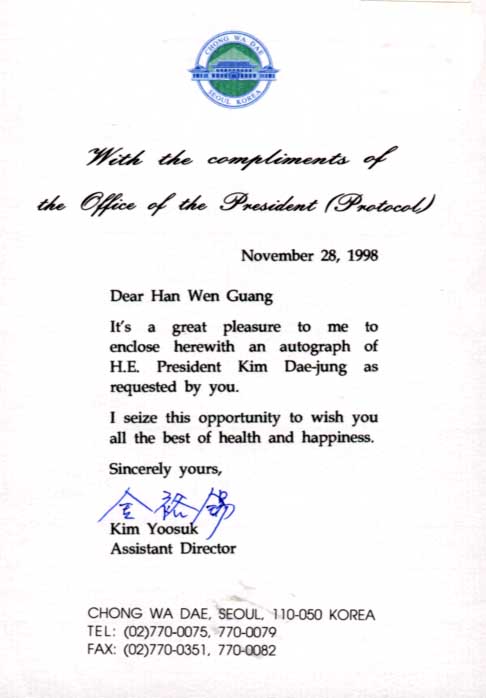 CHONG WA DAE
SEOUL KOREA
With the compliments of
the Office of the President (Protocol)
November 28, 1998
Dear Han Wen Guang
It's a great pleasure to me to
enclose herewith an autograph of
H.E. President Kim Dae-jung as
requested by you.
I seize this opportunity to wish you
all the best of health and happiness.
Sincerely yours,
金裕錫
Kim Yoosuk
Assistant Director
CHONG WA DAE, SEOUL, 110-050 KOREA
TEL: (02)770-0075, 770-0079
FAX: (02)770-0351, 770-0082